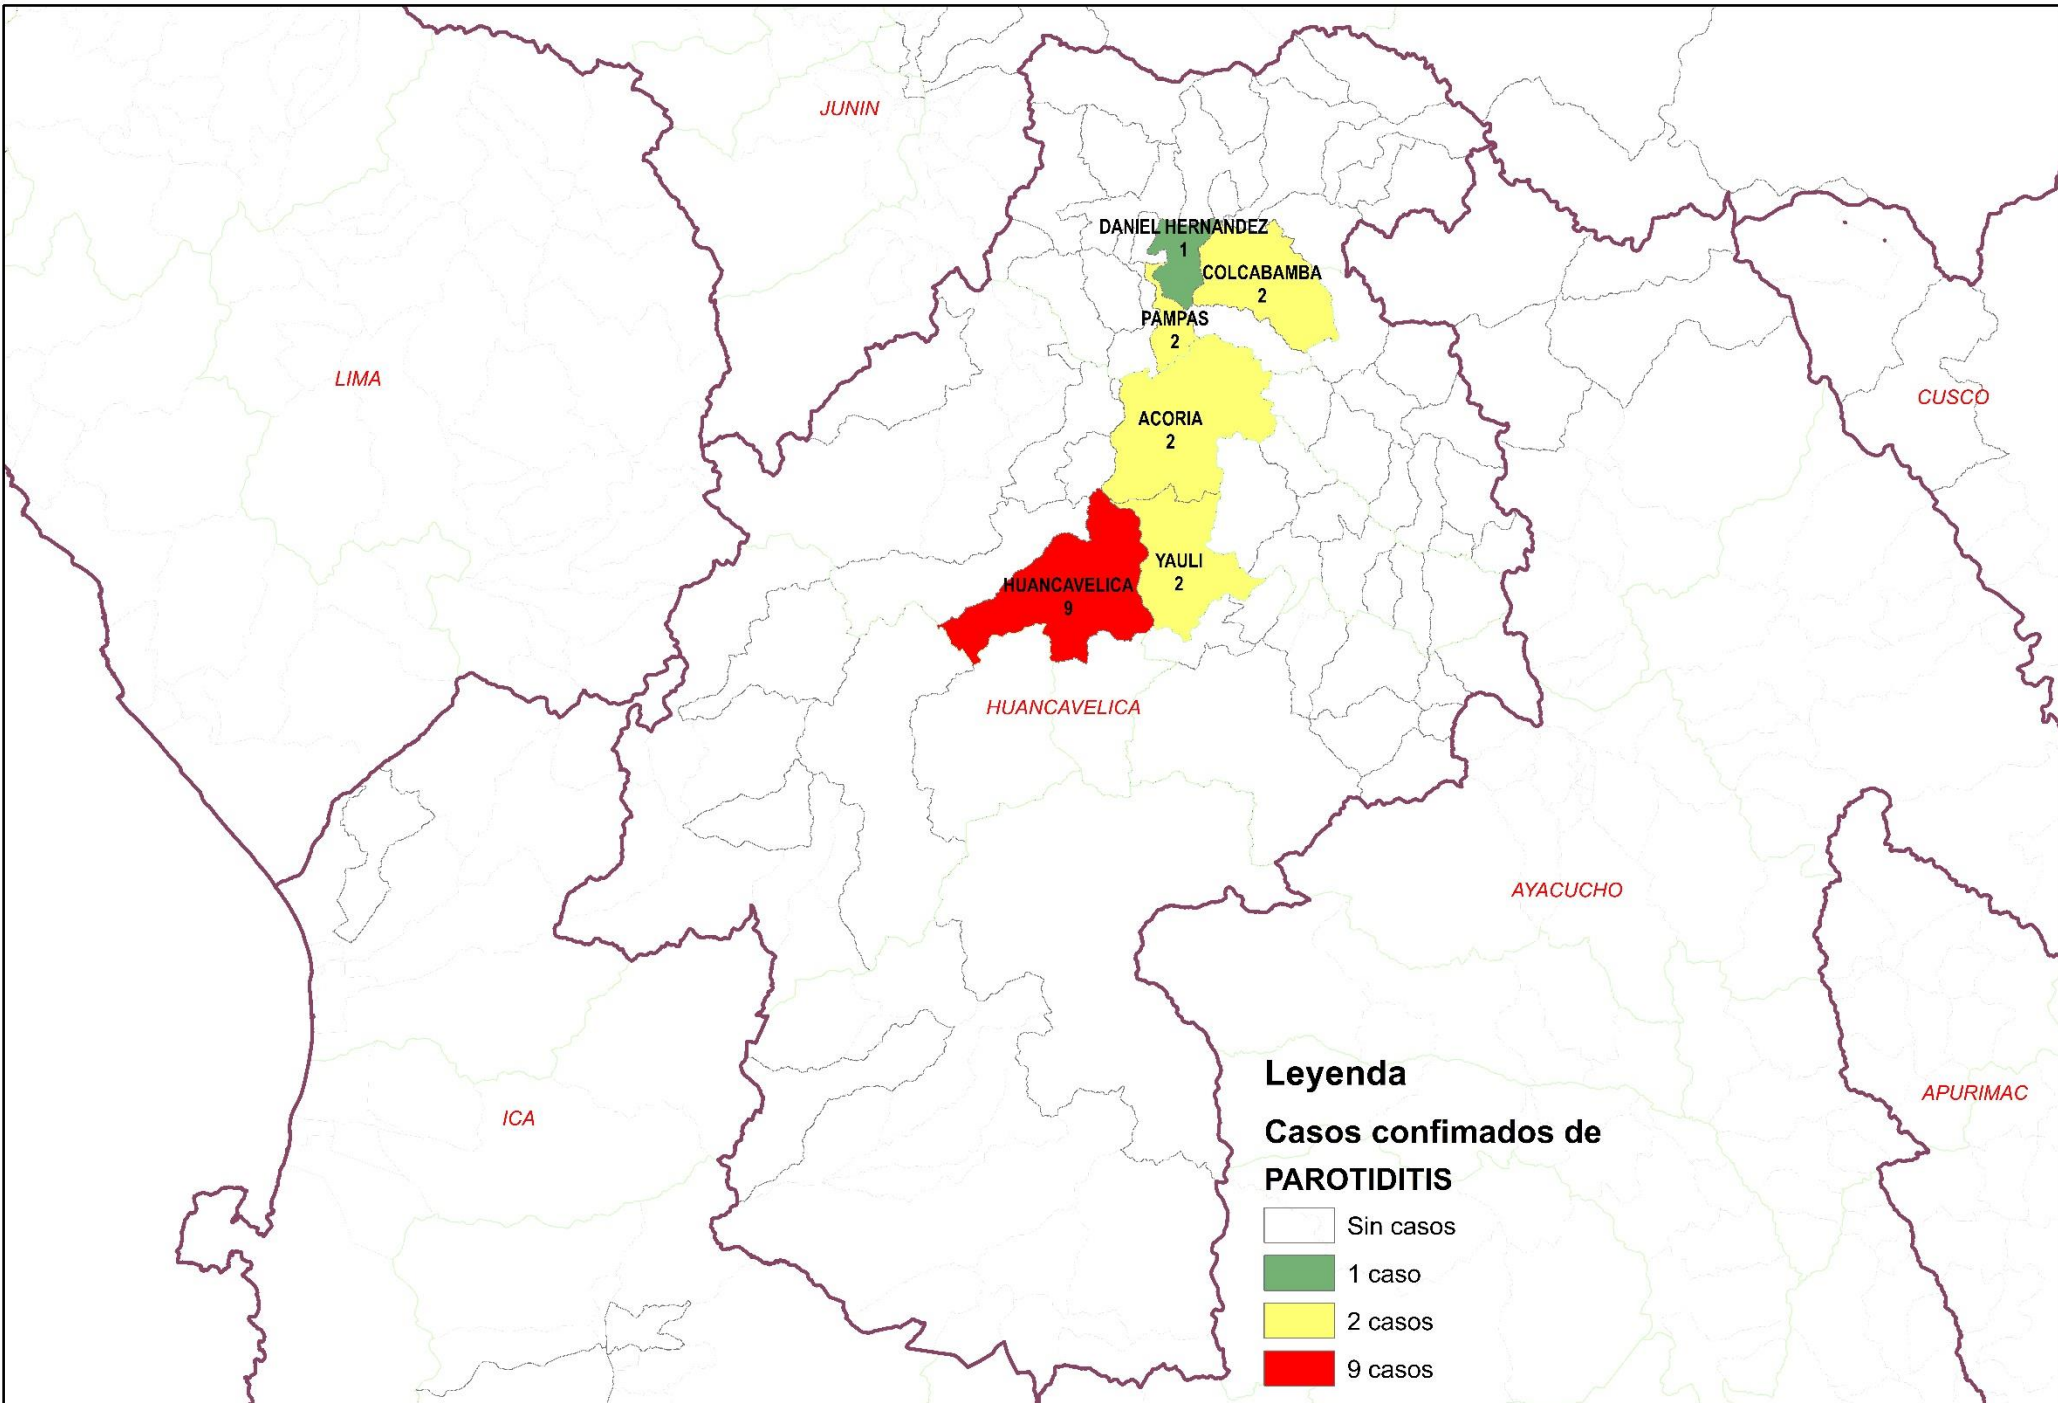 JUNIN
DANIEL HERNANDEZ
1
COLCABAMBA
2
PAMPAS
2
LIMA
CUSCO
ACORIA
2
YAULI
2
HUANCAVELICA
9
HUANCAVELICA
AYACUCHO
ICA
APURIMAC
Leyenda
Casos confimados de
PAROTIDITIS
Sin casos
1 caso
2 casos
9 casos